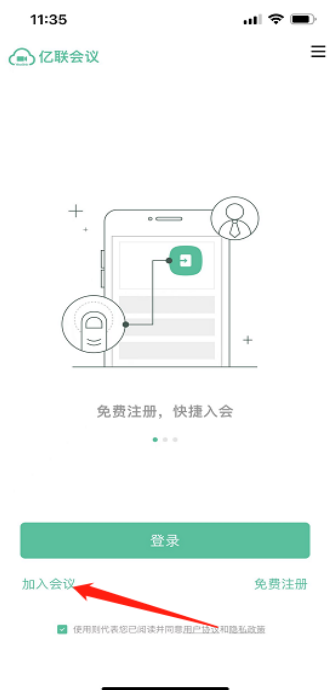 11:35
亿联会议
免费注册，快捷入会
登录
加入会议
免费注册
使用则代表您已阅读并同意用户协议和隐私政策